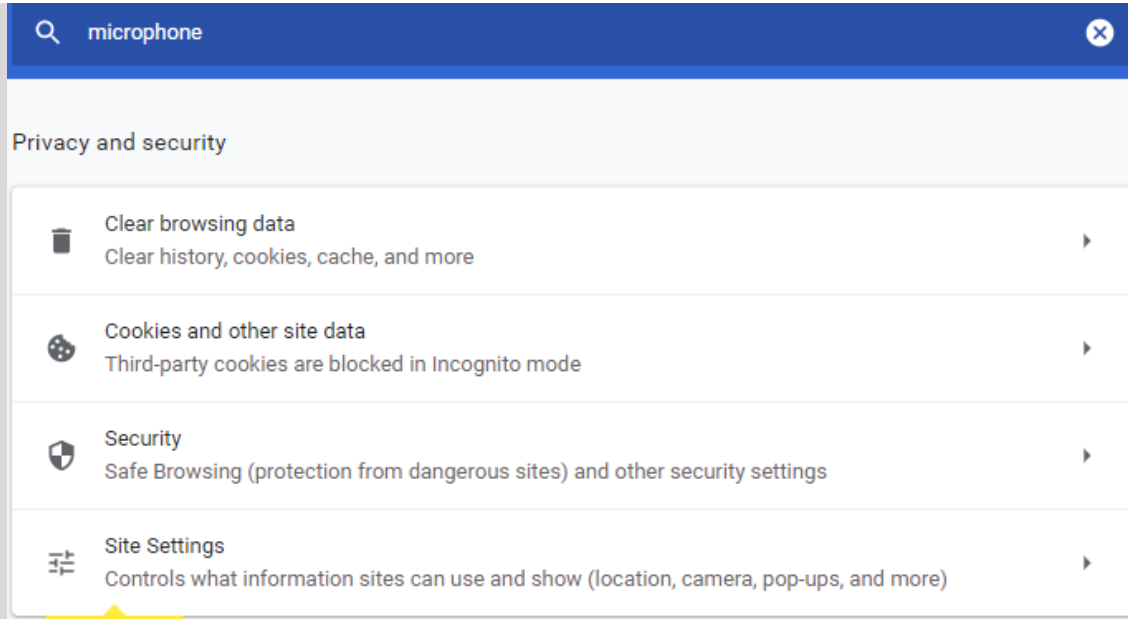 microphone
Privacy and security
Clear browsing data
Clear history, cookies, cache, and more
Cookies and other site data
Third-party cookies are blocked in Incognito mode
Security
Safe Browsing (protection from dangerous sites) and other security settings
Site Settings
Controls what information sites can use and show (location, camera, pop-ups, and more)